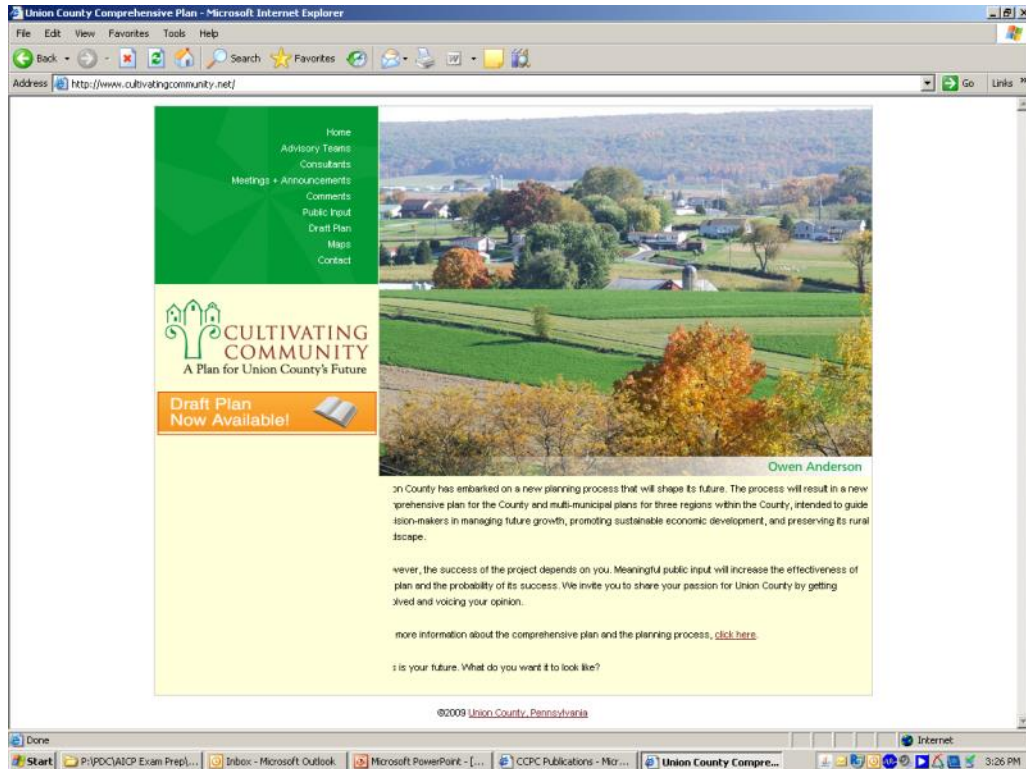 Union County Comprehensive Plan - Microsoft Internet Explorer
File Edit View Favorites Tools Help
Back Search Favorites
Address http://www.cultivatingcommunity.net/ Go Links »
Home
Advisory Teams
Consultants
Meetings + Announcements
Comments
Public Input
Draft Plan
Maps
Contact
CULTIVATING
COMMUNITY
A Plan for Union County's Future
Draft Plan
Now Available!
Owen Anderson
on County has embarked on a new planning process that will shape its future. The process will result in a new
prehensive plan for the County and multi-municipal plans for three regions within the County, intended to guide
ision-makers in managing future growth, promoting sustainable economic development, and preserving its rural
dscape.
wever, the success of the project depends on you. Meaningful public input will increase the effectiveness of
plan and the probability of its success. We invite you to share your passion for Union County by getting
olved and voicing your opinion.
more information about the comprehensive plan and the planning process, click here.
s is your future. What do you want it to look like?
©2009 Union County, Pennsylvania
Done Internet
Start P:\PDC\AICP Exam Prep\... Inbox - Microsoft Outlook Microsoft PowerPoint - [... CCPC Publications - Micr... Union County Compre... 3:26 PM